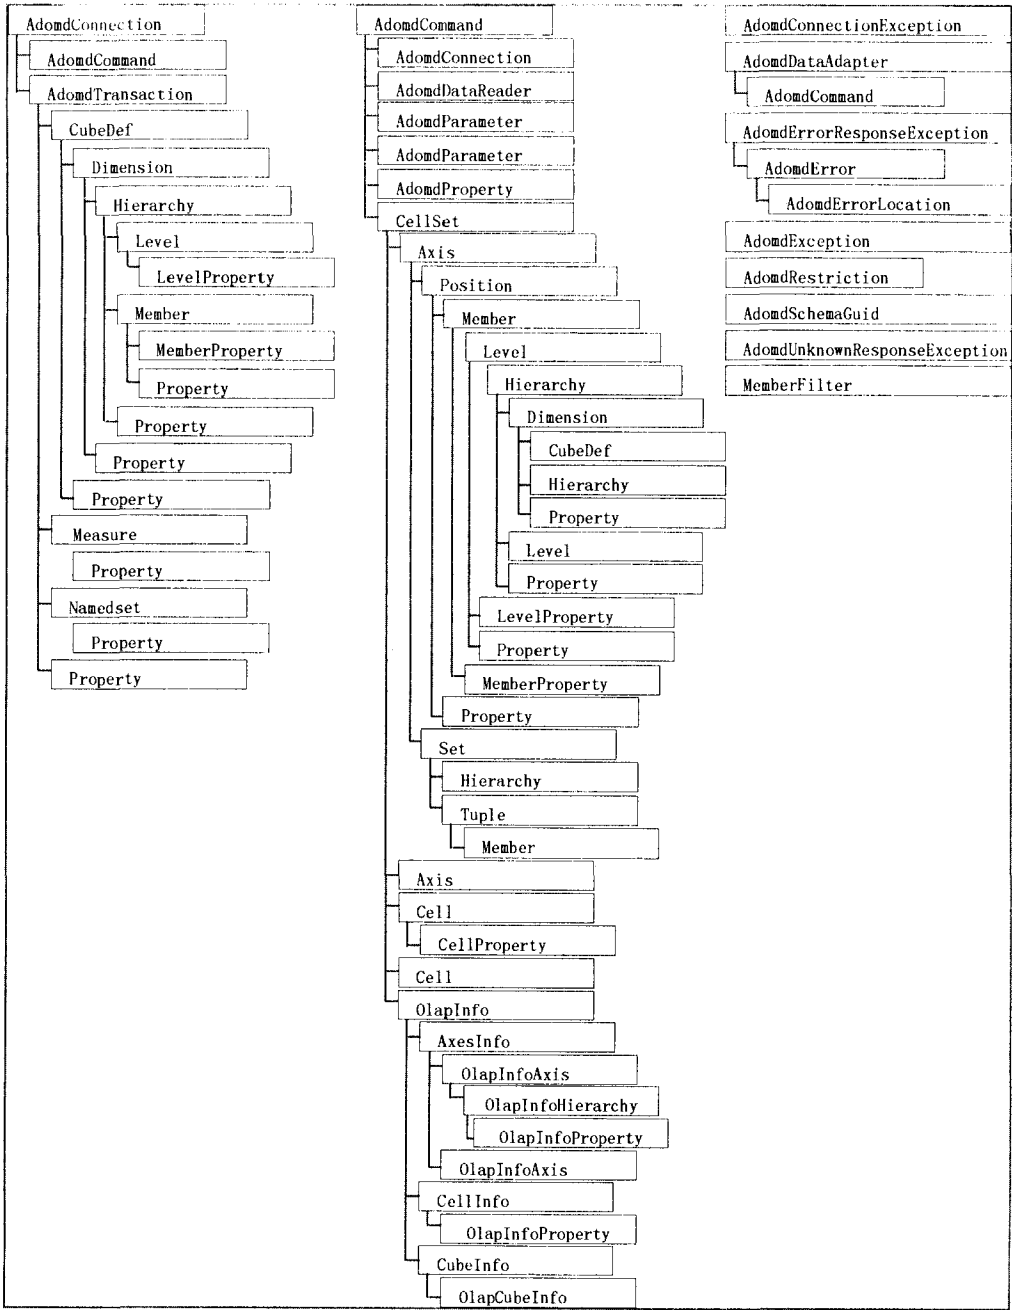 AdomdConnection
AdomdCommand
AdomdTransaction
CubeDef
Dimension
Hierarchy
Level
LevelProperty
Member
MemberProperty
Property
Property
Property
Property
Measure
Property
Namedset
Property
Property
AdomdCommand
AdomdConnection
AdomdDataReader
AdomdParameter
AdomdParameter
AdomdProperty
CellSet
Axis
Position
Member
Level
Hierarchy
Dimension
CubeDef
Hierarchy
Property
Level
Property
LevelProperty
Property
MemberProperty
Property
Set
Hierarchy
Tuple
Member
Axis
Cell
CellProperty
Cell
OlapInfo
AxesInfo
OlapInfoAxis
OlapInfoHierarchy
OlapInfoProperty
OlapInfoAxis
CellInfo
OlapInfoProperty
CubeInfo
OlapCubeInfo
AdomdConnectionException
AdomdDataAdapter
AdomdCommand
AdomdErrorResponseException
AdomdError
AdomdErrorLocation
AdomdException
AdomdRestriction
AdomdSchemaGuid
AdomdUnknownResponseException
MemberFilter